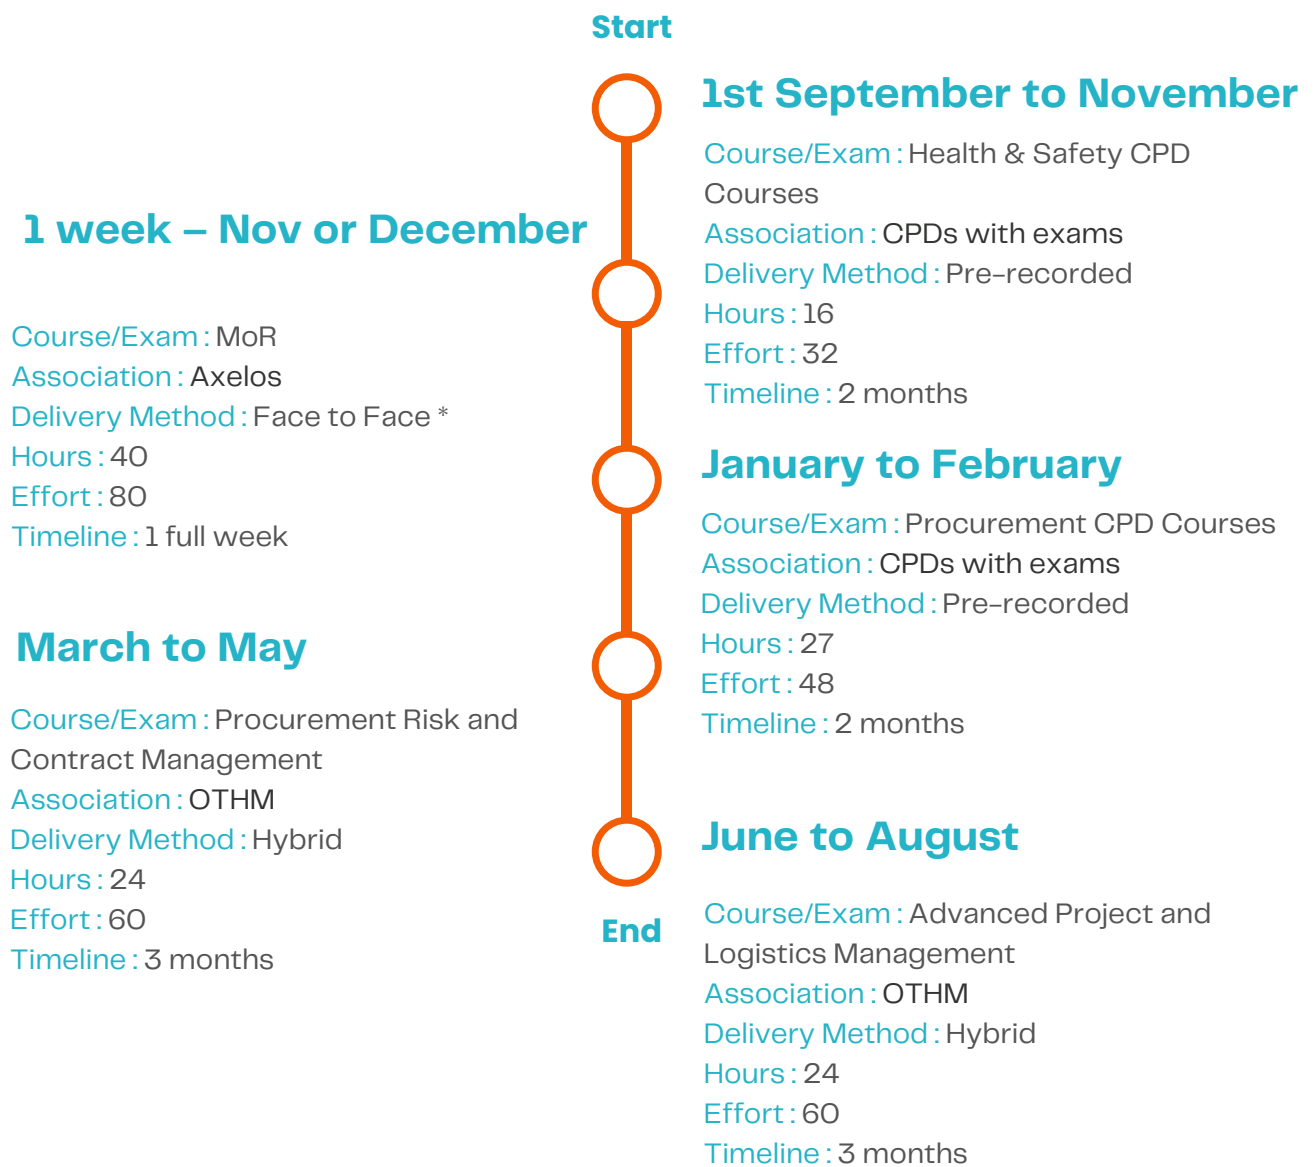 Start
1st September to November
Course/Exam : Health & Safety CPD
Courses
Association : CPDs with exams
Delivery Method : Pre-recorded
Hours : 16
Effort : 32
Timeline : 2 months
1 week – Nov or December
Course/Exam : MoR
Association : Axelos
Delivery Method : Face to Face *
Hours : 40
Effort : 80
Timeline : 1 full week
January to February
Course/Exam : Procurement CPD Courses
Association : CPDs with exams
Delivery Method : Pre-recorded
Hours : 27
Effort : 48
Timeline : 2 months
March to May
Course/Exam : Procurement Risk and
Contract Management
Association : OTHM
Delivery Method : Hybrid
Hours : 24
Effort : 60
Timeline : 3 months
June to August
Course/Exam : Advanced Project and
Logistics Management
Association : OTHM
Delivery Method : Hybrid
Hours : 24
Effort : 60
Timeline : 3 months
End